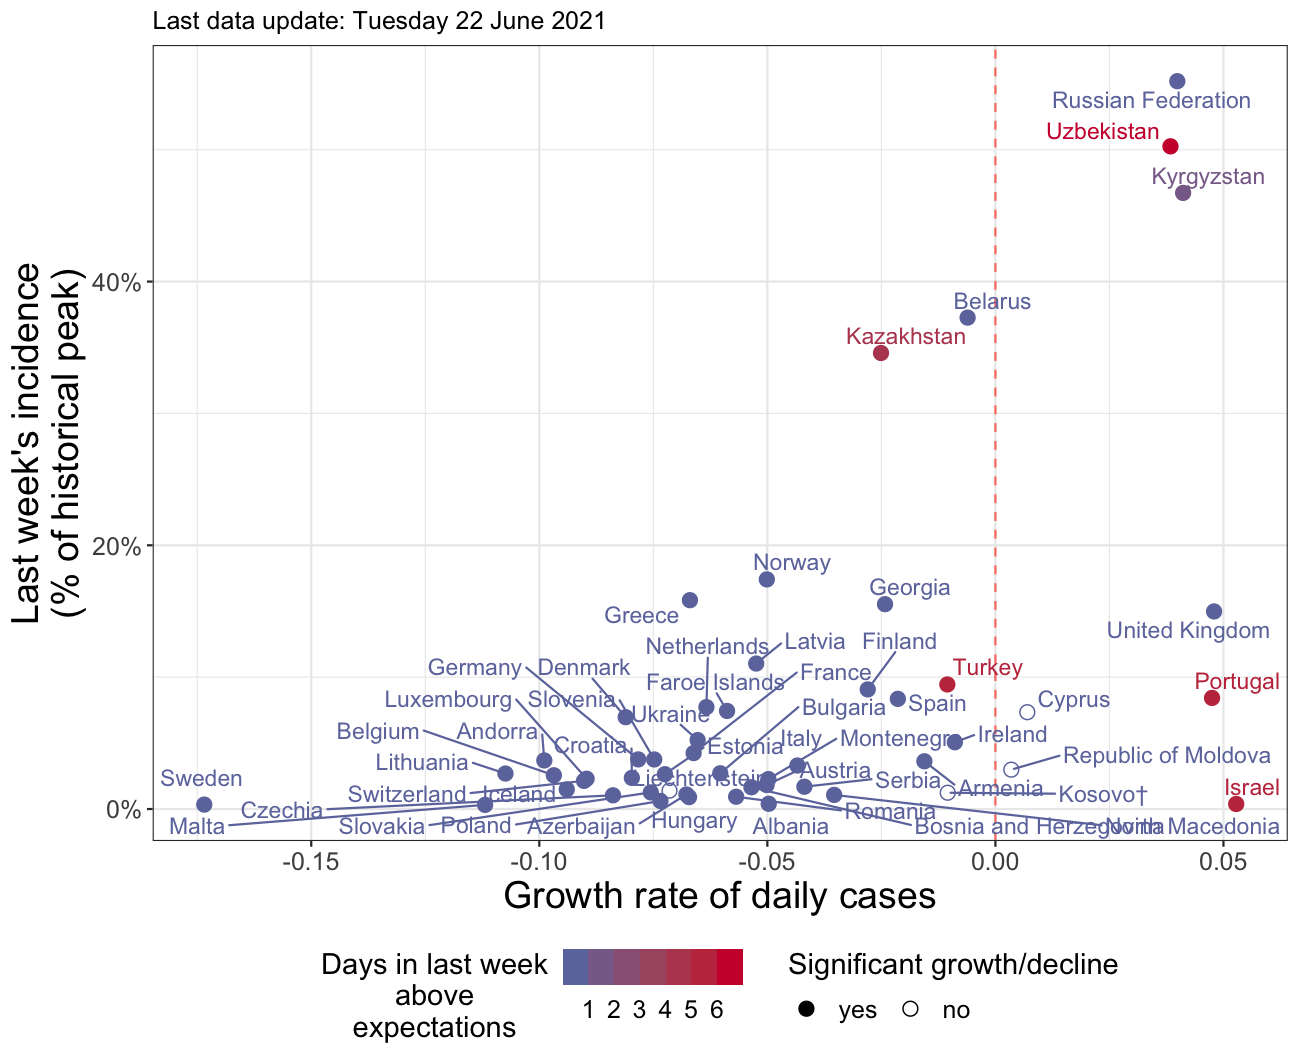 Last data update: Tuesday 22 June 2021
Last week's incidence
(% of historical peak)
40%
20%
0%
Russian Federation
Uzbekistan
Kyrgyzstan
Belarus
Kazakhstan
Norway
Georgia
Greece
United Kingdom
Netherlands
Latvia
Finland
Germany
Denmark
France
Turkey
Faroe Islands
Portugal
Luxembourg
Slovenia
Spain
Cyprus
Ukraine
Bulgaria
Belgium
Andorra
Croatia
Estonia
Italy
Montenegro
Ireland
Republic of Moldova
Lithuania
Liechtenstein
Austria
Serbia
Armenia
Kosovo†
Sweden
Israel
Switzerland
Iceland
Czechia
Romania
Malta
Slovakia
Poland
Azerbaijan
Hungary
Albania
Bosnia and Herzegovina
North Macedonia
-0.15
-0.10
-0.05
0.00
0.05
Growth rate of daily cases
Days in last week
above
expectations
1 2 3 4 5 6
Significant growth/decline
yes
no